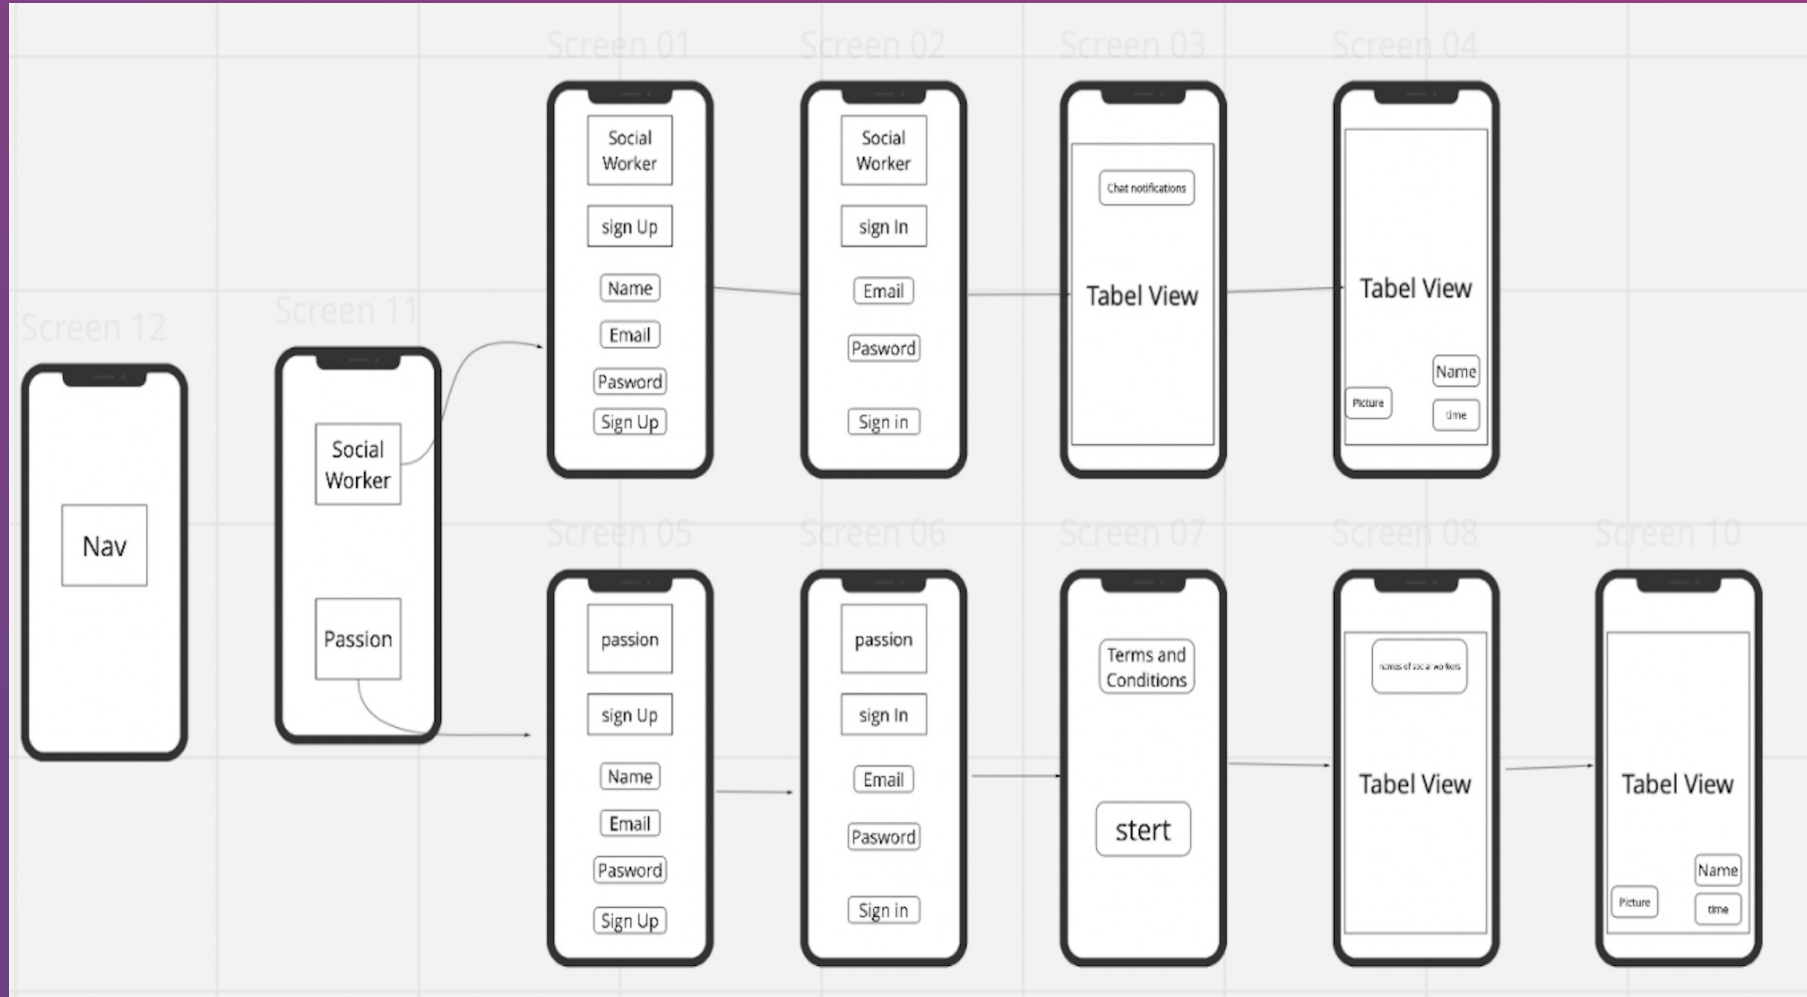 Screen 01
Screen 02
Screen 03
Screen 04
Social
Worker
sign Up
Name
Email
Pasword
Sign Up
Social
Worker
sign In
Email
Pasword
Sign in
Chat notifications
Tabel View
Tabel View
Name
Picture
time
Screen 12
Nav
Screen 11
Social
Worker
Passion
Screen 05
Screen 06
Screen 07
Screen 08
Screen 10
passion
sign Up
Name
Email
Pasword
Sign Up
passion
sign In
Email
Pasword
Sign in
Terms and
Conditions
stert
names of social workers
Tabel View
Tabel View
Name
Picture
time